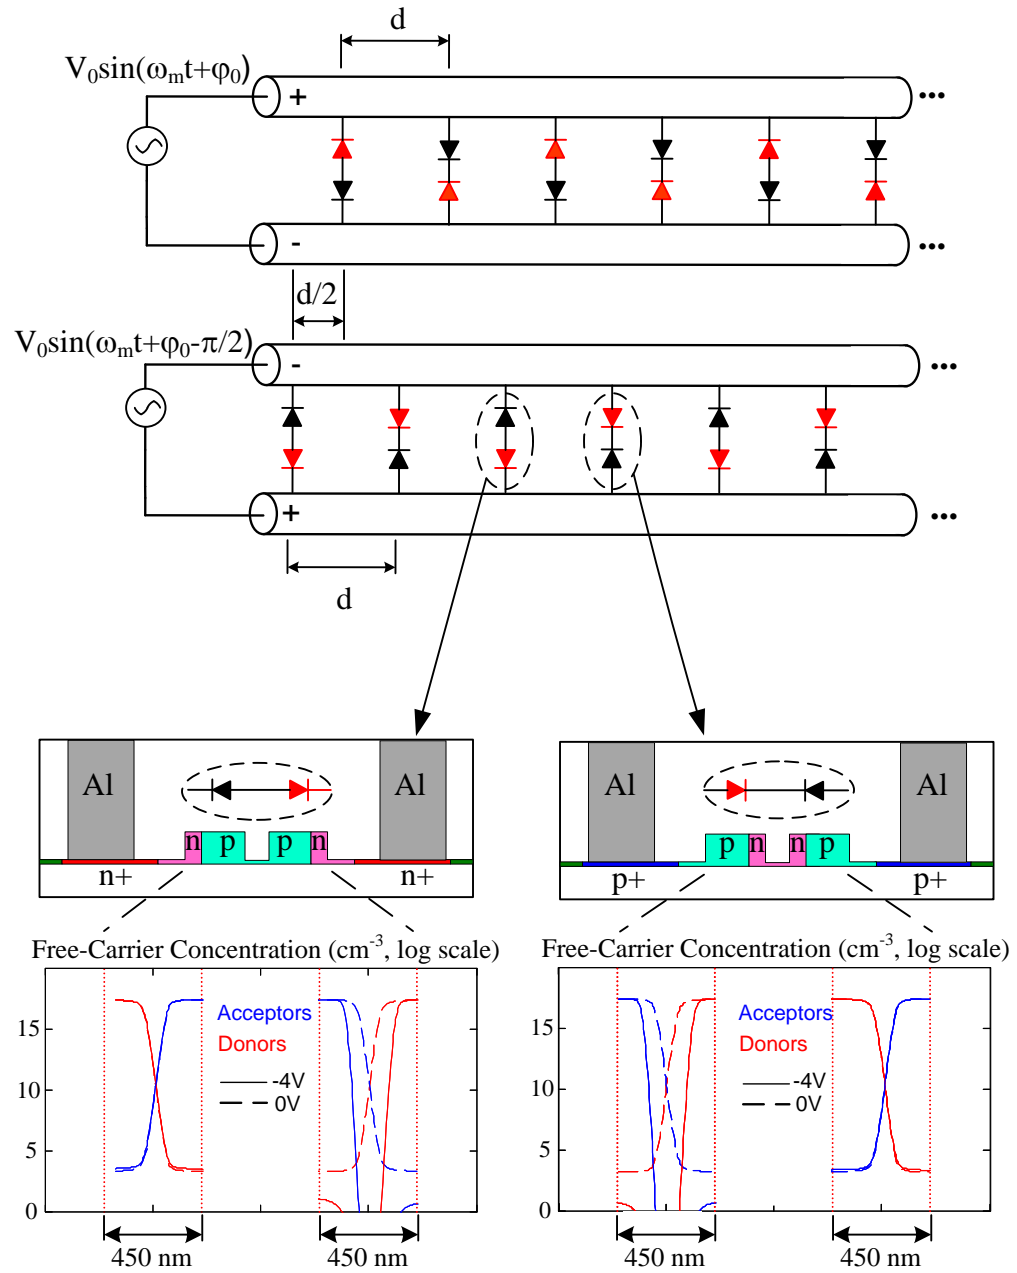 d
V₀sin(ωₘt+φ₀)
+
...
-
...
d/2
V₀sin(ωₘt+φ₀-π/2)
-
...
+
...
d
Al Al
n p p n
n+ n+
Al Al
p n n p
p+ p+
Free-Carrier Concentration (cm⁻³, log scale)
15
10
5
0
Acceptors
Donors
-4V
0V
450 nm 450 nm
Free-Carrier Concentration (cm⁻³, log scale)
15
10
5
0
Acceptors
Donors
-4V
0V
450 nm 450 nm